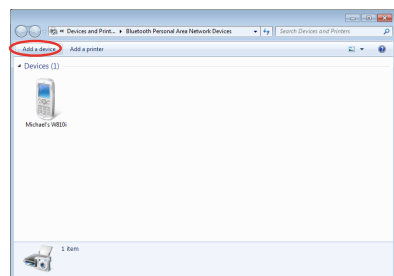 « Devices and Print... ▸ Bluetooth Personal Area Network Devices
Search Devices and Printers
Add a device
Add a printer
Devices (1)
Michael's W810i
1 item